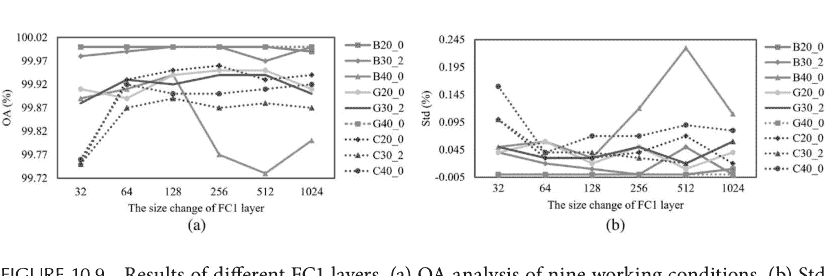 100.02
99.97
99.92
99.87
99.82
99.77
99.72
OA (%)
32 64 128 256 512 1024
The size change of FC1 layer
(a)
B20_0
B30_2
B40_0
G20_0
G30_2
G40_0
C20_0
C30_2
C40_0
0.245
0.195
0.145
0.095
0.045
-0.005
Std (%)
32 64 128 256 512 1024
The size change of FC1 layer
(b)
B20_0
B30_2
B40_0
G20_0
G30_2
G40_0
C20_0
C30_2
C40_0
FIGURE 10.9 Results of different FC1 layers. (a) OA analysis of nine working conditions. (b) Std